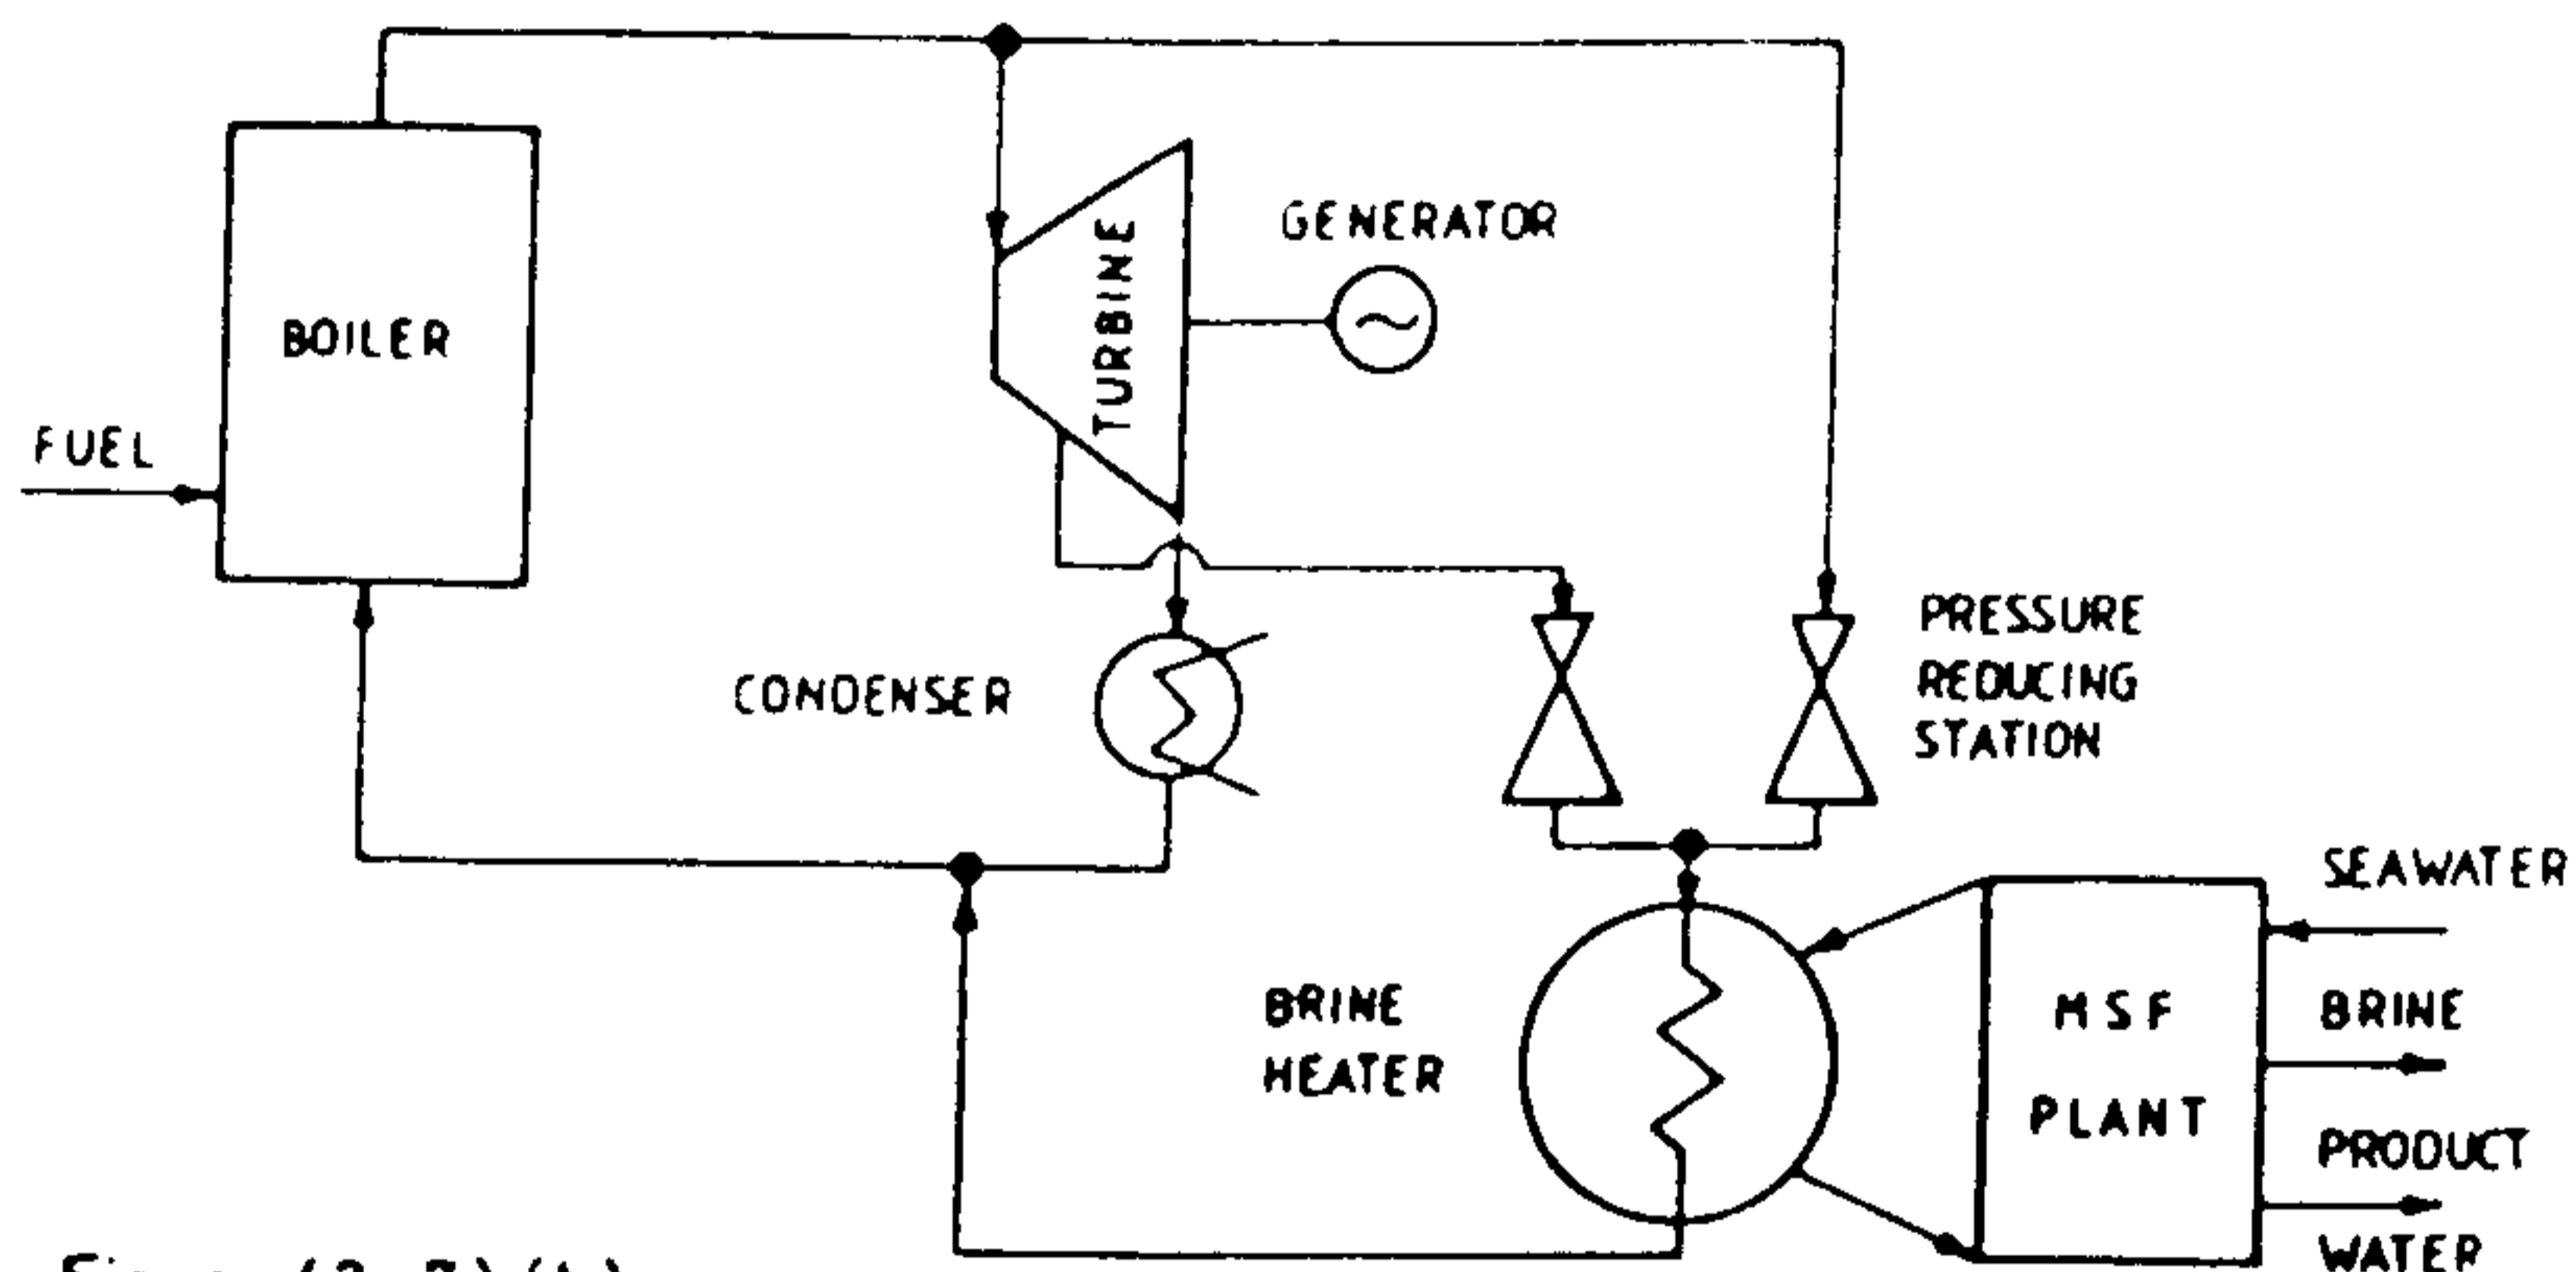 GENERATOR
TURBINE
BOILER
FUEL
PRESSURE
REDUCING
STATION
CONDENSER
SEAWATER
BRINE
HEATER
MSF
PLANT
BRINE
PRODUCT
WATER